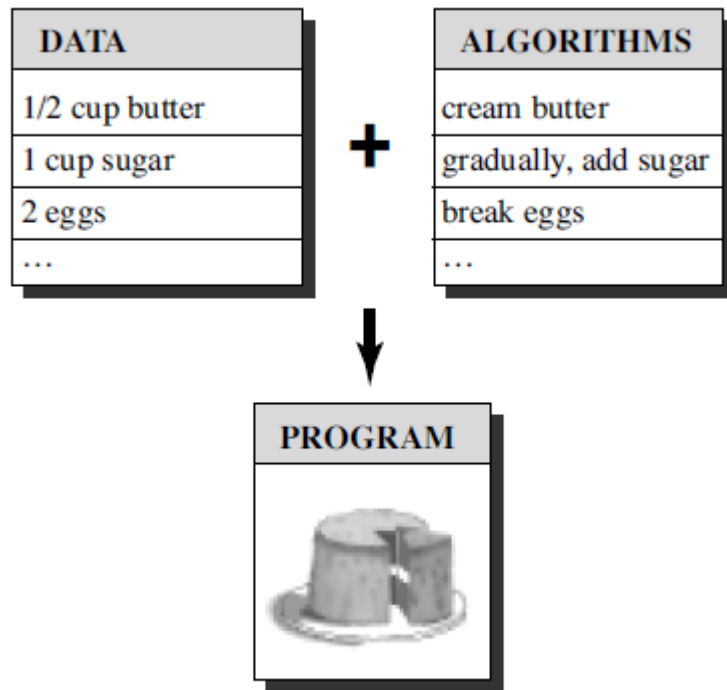 DATA
1/2 cup butter
1 cup sugar
2 eggs
…
+
ALGORITHMS
cream butter
gradually, add sugar
break eggs
…
PROGRAM